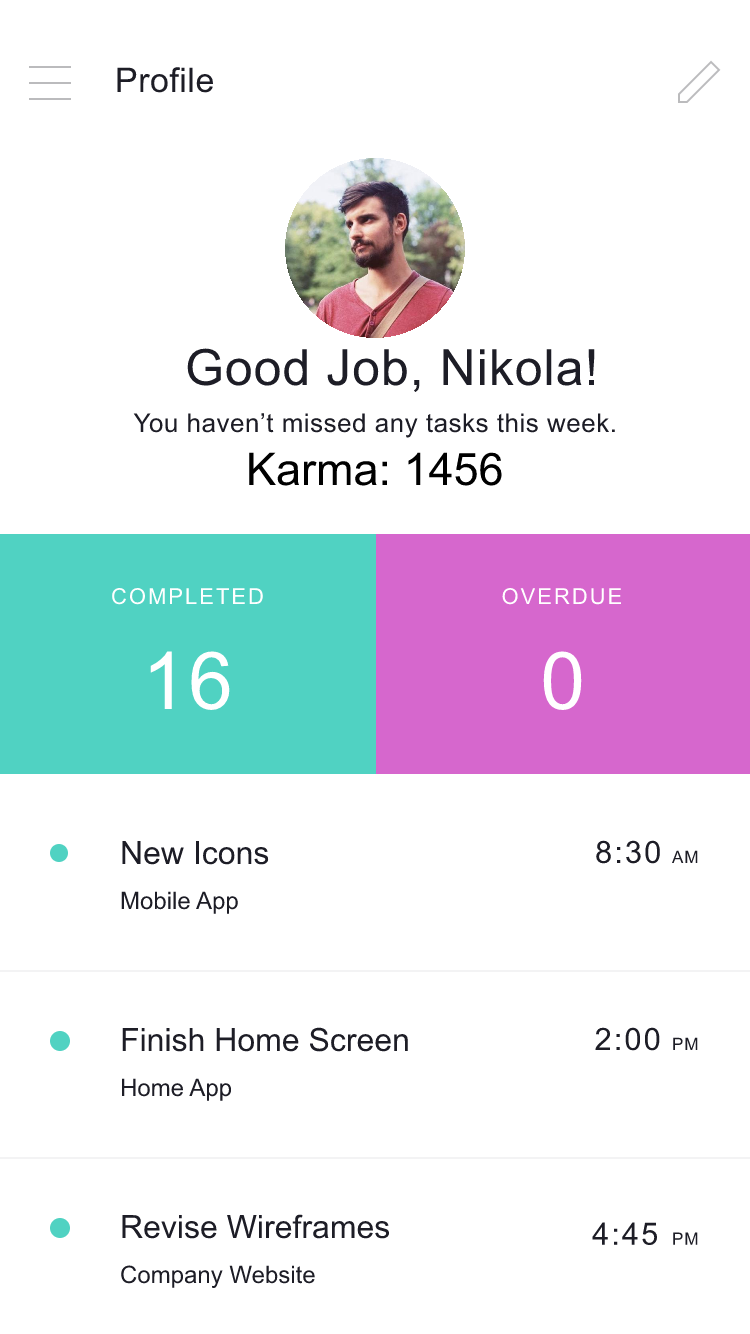 Profile
Good Job, Nikola!
You haven’t missed any tasks this week.
Karma: 1456
COMPLETED
OVERDUE
16
0
New Icons
8:30 AM
Mobile App
Finish Home Screen
2:00 PM
Home App
Revise Wireframes
4:45 PM
Company Website